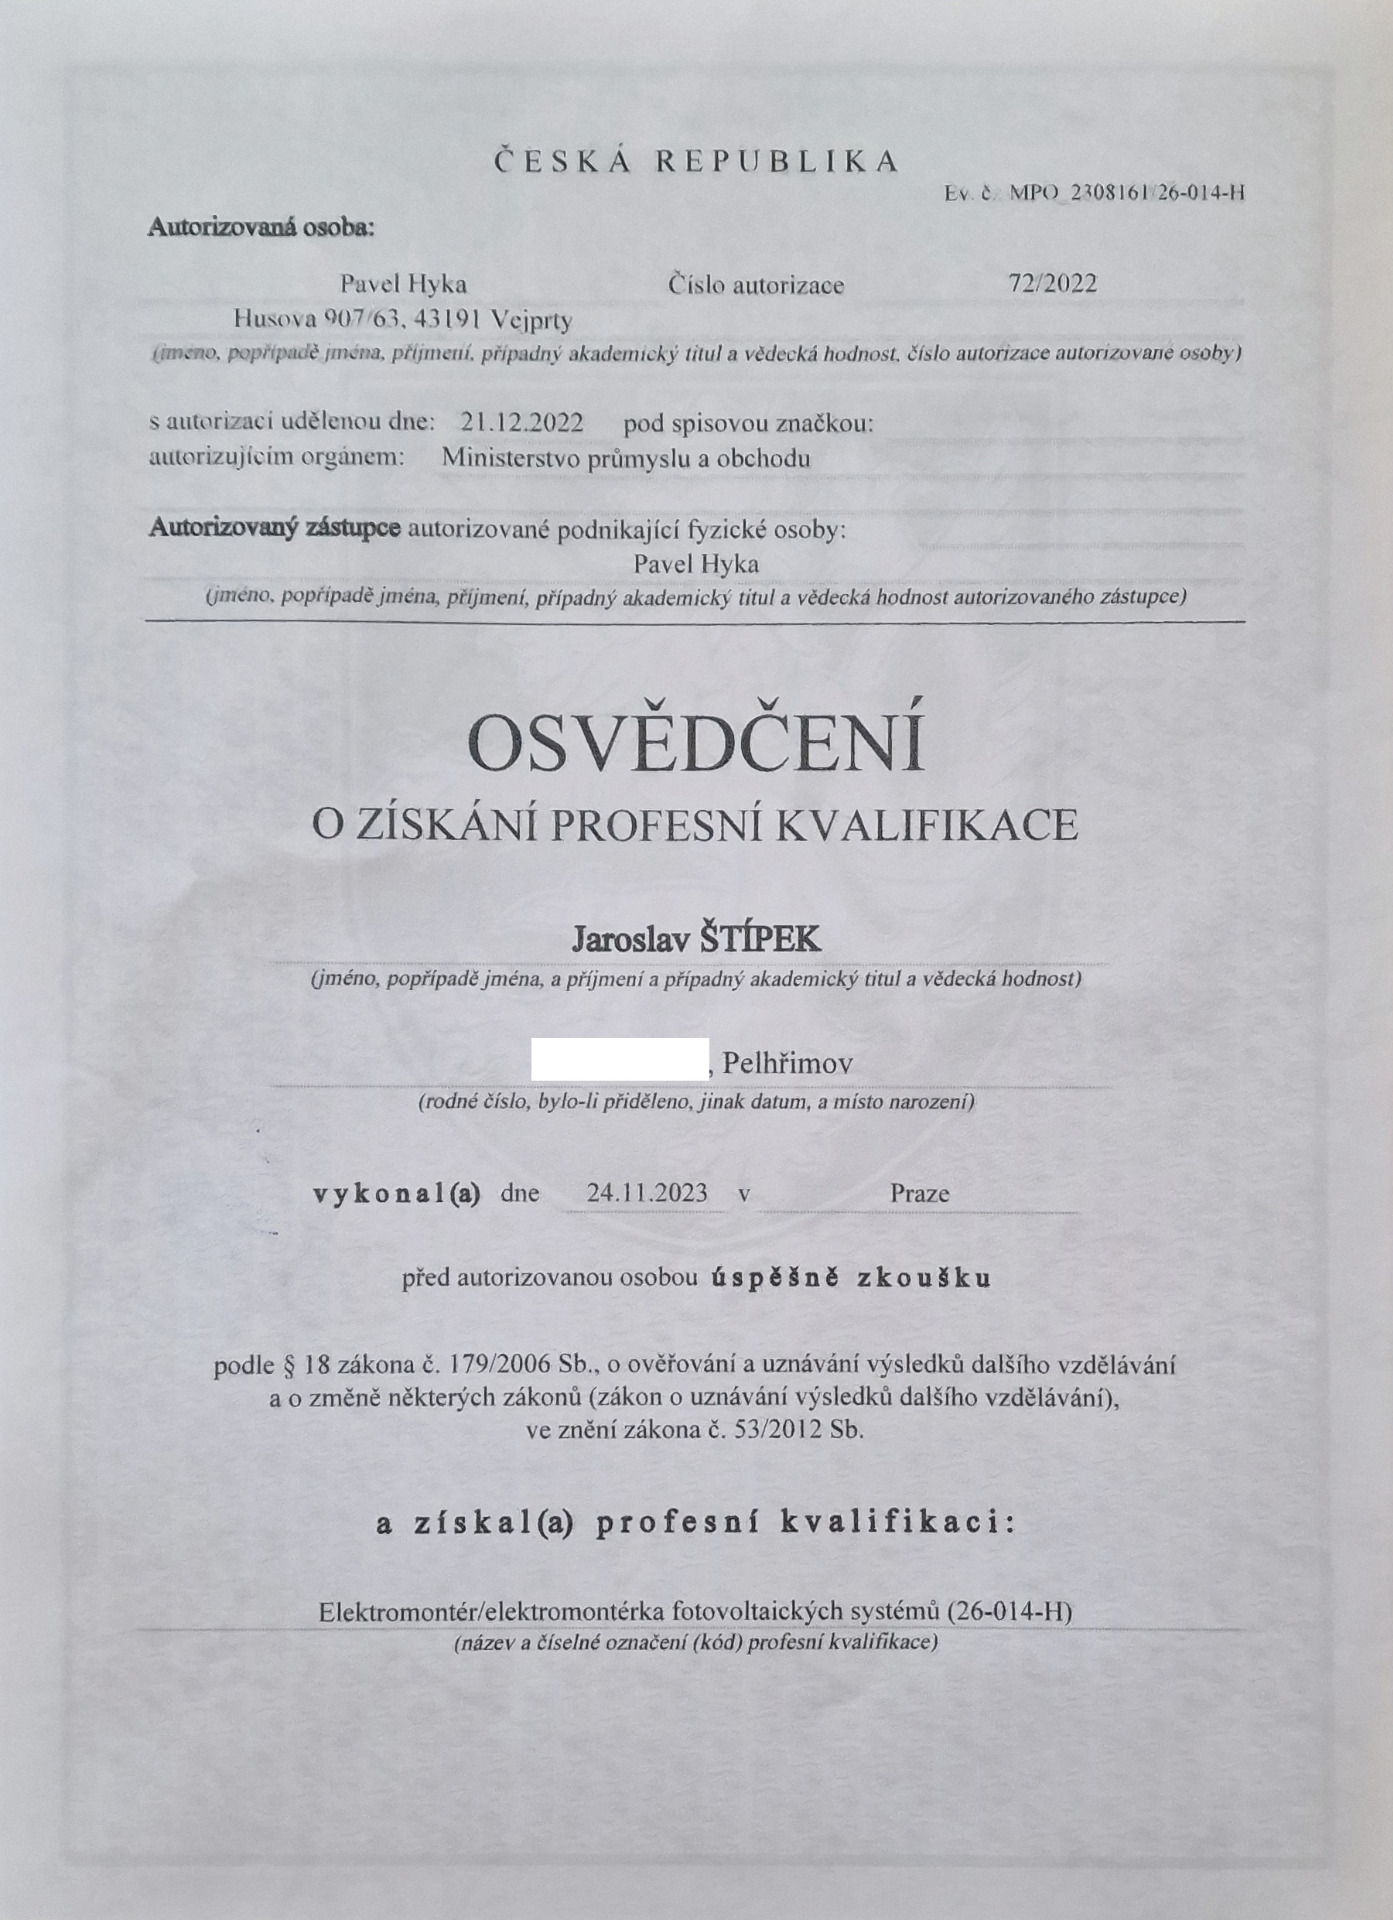 ČESKÁ REPUBLIKA
Ev. č. MPO_2308161/26-014-H
Autorizovaná osoba:
Pavel Hyka Číslo autorizace 72/2022
Husova 907/63, 43191 Vejprty
(jméno, popřípadě jména, příjmení, případný akademický titul a vědecká hodnost, číslo autorizace autorizované osoby)
s autorizací udělenou dne: 21.12.2022 pod spisovou značkou:
autorizujícím orgánem: Ministerstvo průmyslu a obchodu
Autorizovaný zástupce autorizované podnikající fyzické osoby:
Pavel Hyka
(jméno, popřípadě jména, příjmení, případný akademický titul a vědecká hodnost autorizovaného zástupce)
OSVĚDČENÍ
O ZÍSKÁNÍ PROFESNÍ KVALIFIKACE
Jaroslav ŠTÍPEK
(jméno, popřípadě jména, a příjmení a případný akademický titul a vědecká hodnost)
, Pelhřimov
(rodné číslo, bylo-li přiděleno, jinak datum, a místo narození)
vykonal(a) dne 24.11.2023 v Praze
před autorizovanou osobou úspěšně zkoušku
podle § 18 zákona č. 179/2006 Sb., o ověřování a uznávání výsledků dalšího vzdělávání
a o změně některých zákonů (zákon o uznávání výsledků dalšího vzdělávání),
ve znění zákona č. 53/2012 Sb.
a získal(a) profesní kvalifikaci:
Elektromontér/elektromontérka fotovoltaických systémů (26-014-H)
(název a číselné označení (kód) profesní kvalifikace)